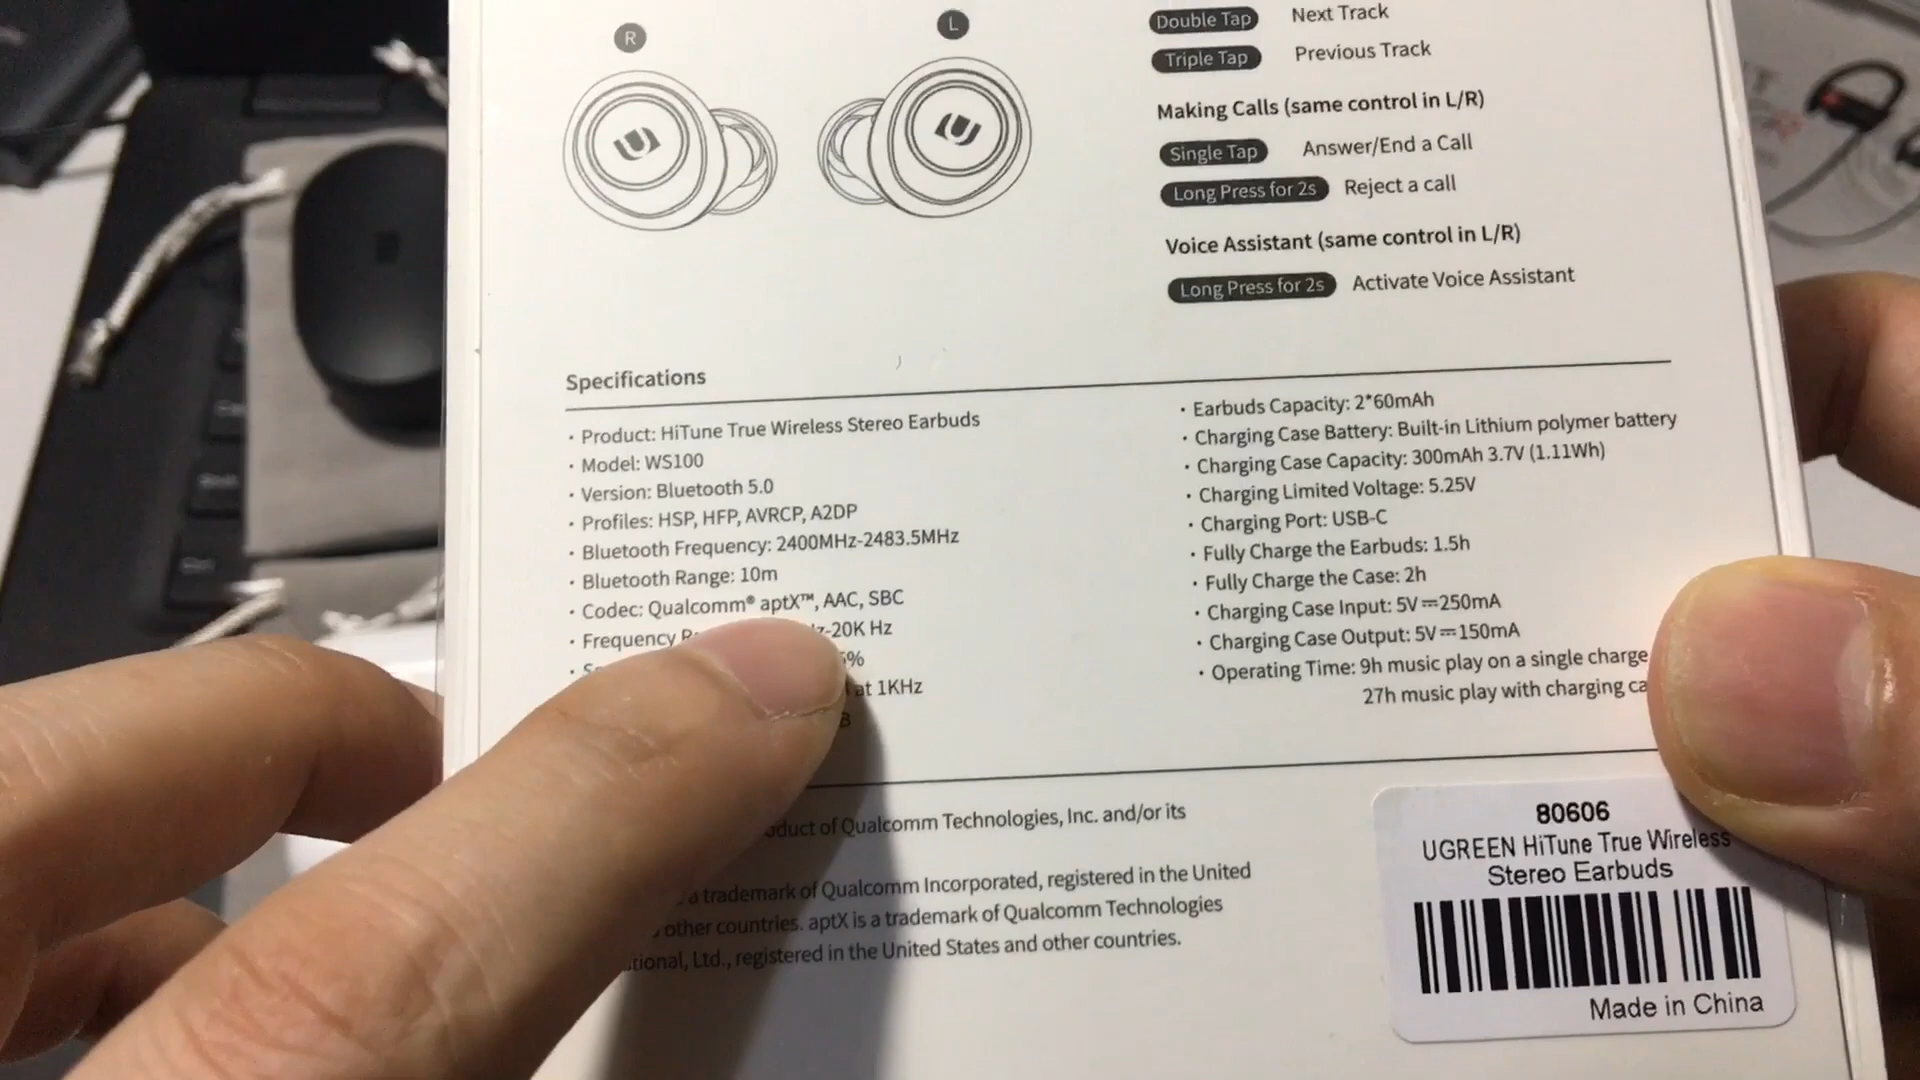 R
L
Double Tap Next Track
Triple Tap Previous Track
Making Calls (same control in L/R)
Single Tap Answer/End a Call
Long Press for 2s Reject a call
Voice Assistant (same control in L/R)
Long Press for 2s Activate Voice Assistant
Specifications
· Product: HiTune True Wireless Stereo Earbuds
· Model: WS100
· Version: Bluetooth 5.0
· Profiles: HSP, HFP, AVRCP, A2DP
· Bluetooth Frequency: 2400MHz-2483.5MHz
· Bluetooth Range: 10m
· Codec: Qualcomm® aptX™, AAC, SBC
· Frequency -20K Hz
at 1KHz
· Earbuds Capacity: 2*60mAh
· Charging Case Battery: Built-in Lithium polymer battery
· Charging Case Capacity: 300mAh 3.7V (1.11Wh)
· Charging Limited Voltage: 5.25V
· Charging Port: USB-C
· Fully Charge the Earbuds: 1.5h
· Fully Charge the Case: 2h
· Charging Case Input: 5V⎓250mA
· Charging Case Output: 5V⎓150mA
· Operating Time: 9h music play on a single charge
27h music play with charging
of Qualcomm Technologies, Inc. and/or its
a trademark of Qualcomm Incorporated, registered in the United
other countries. aptX is a trademark of Qualcomm Technologies
Ltd., registered in the United States and other countries.
80606
UGREEN HiTune True Wireless
Stereo Earbuds
Made in China